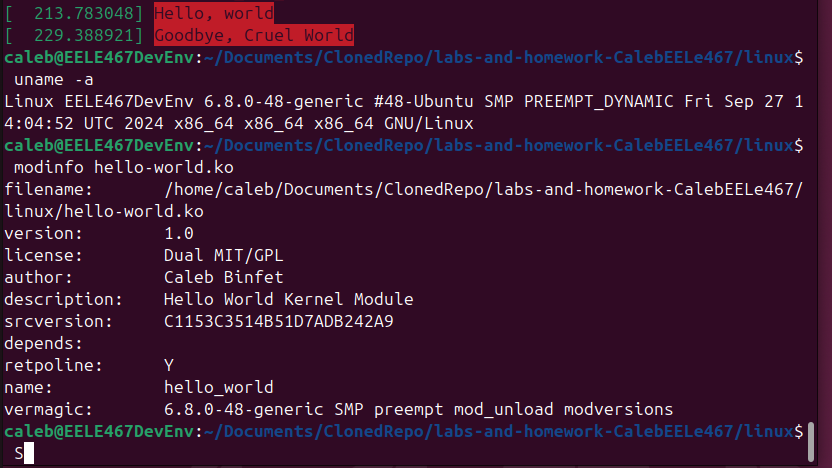 [  213.783048] Hello, world
[  229.388921] Goodbye, Cruel World
caleb@EELE467DevEnv:~/Documents/ClonedRepo/labs-and-homework-CalebEELe467/linux$
 uname -a
Linux EELE467DevEnv 6.8.0-48-generic #48-Ubuntu SMP PREEMPT_DYNAMIC Fri Sep 27 1
4:04:52 UTC 2024 x86_64 x86_64 x86_64 GNU/Linux
caleb@EELE467DevEnv:~/Documents/ClonedRepo/labs-and-homework-CalebEELe467/linux$
 modinfo hello-world.ko
filename:       /home/caleb/Documents/ClonedRepo/labs-and-homework-CalebEELe467/
linux/hello-world.ko
version:        1.0
license:        Dual MIT/GPL
author:         Caleb Binfet
description:    Hello World Kernel Module
srcversion:     C1153C3514B51D7ADB242A9
depends:
retpoline:      Y
name:           hello_world
vermagic:       6.8.0-48-generic SMP preempt mod_unload modversions
caleb@EELE467DevEnv:~/Documents/ClonedRepo/labs-and-homework-CalebEELe467/linux$
 S